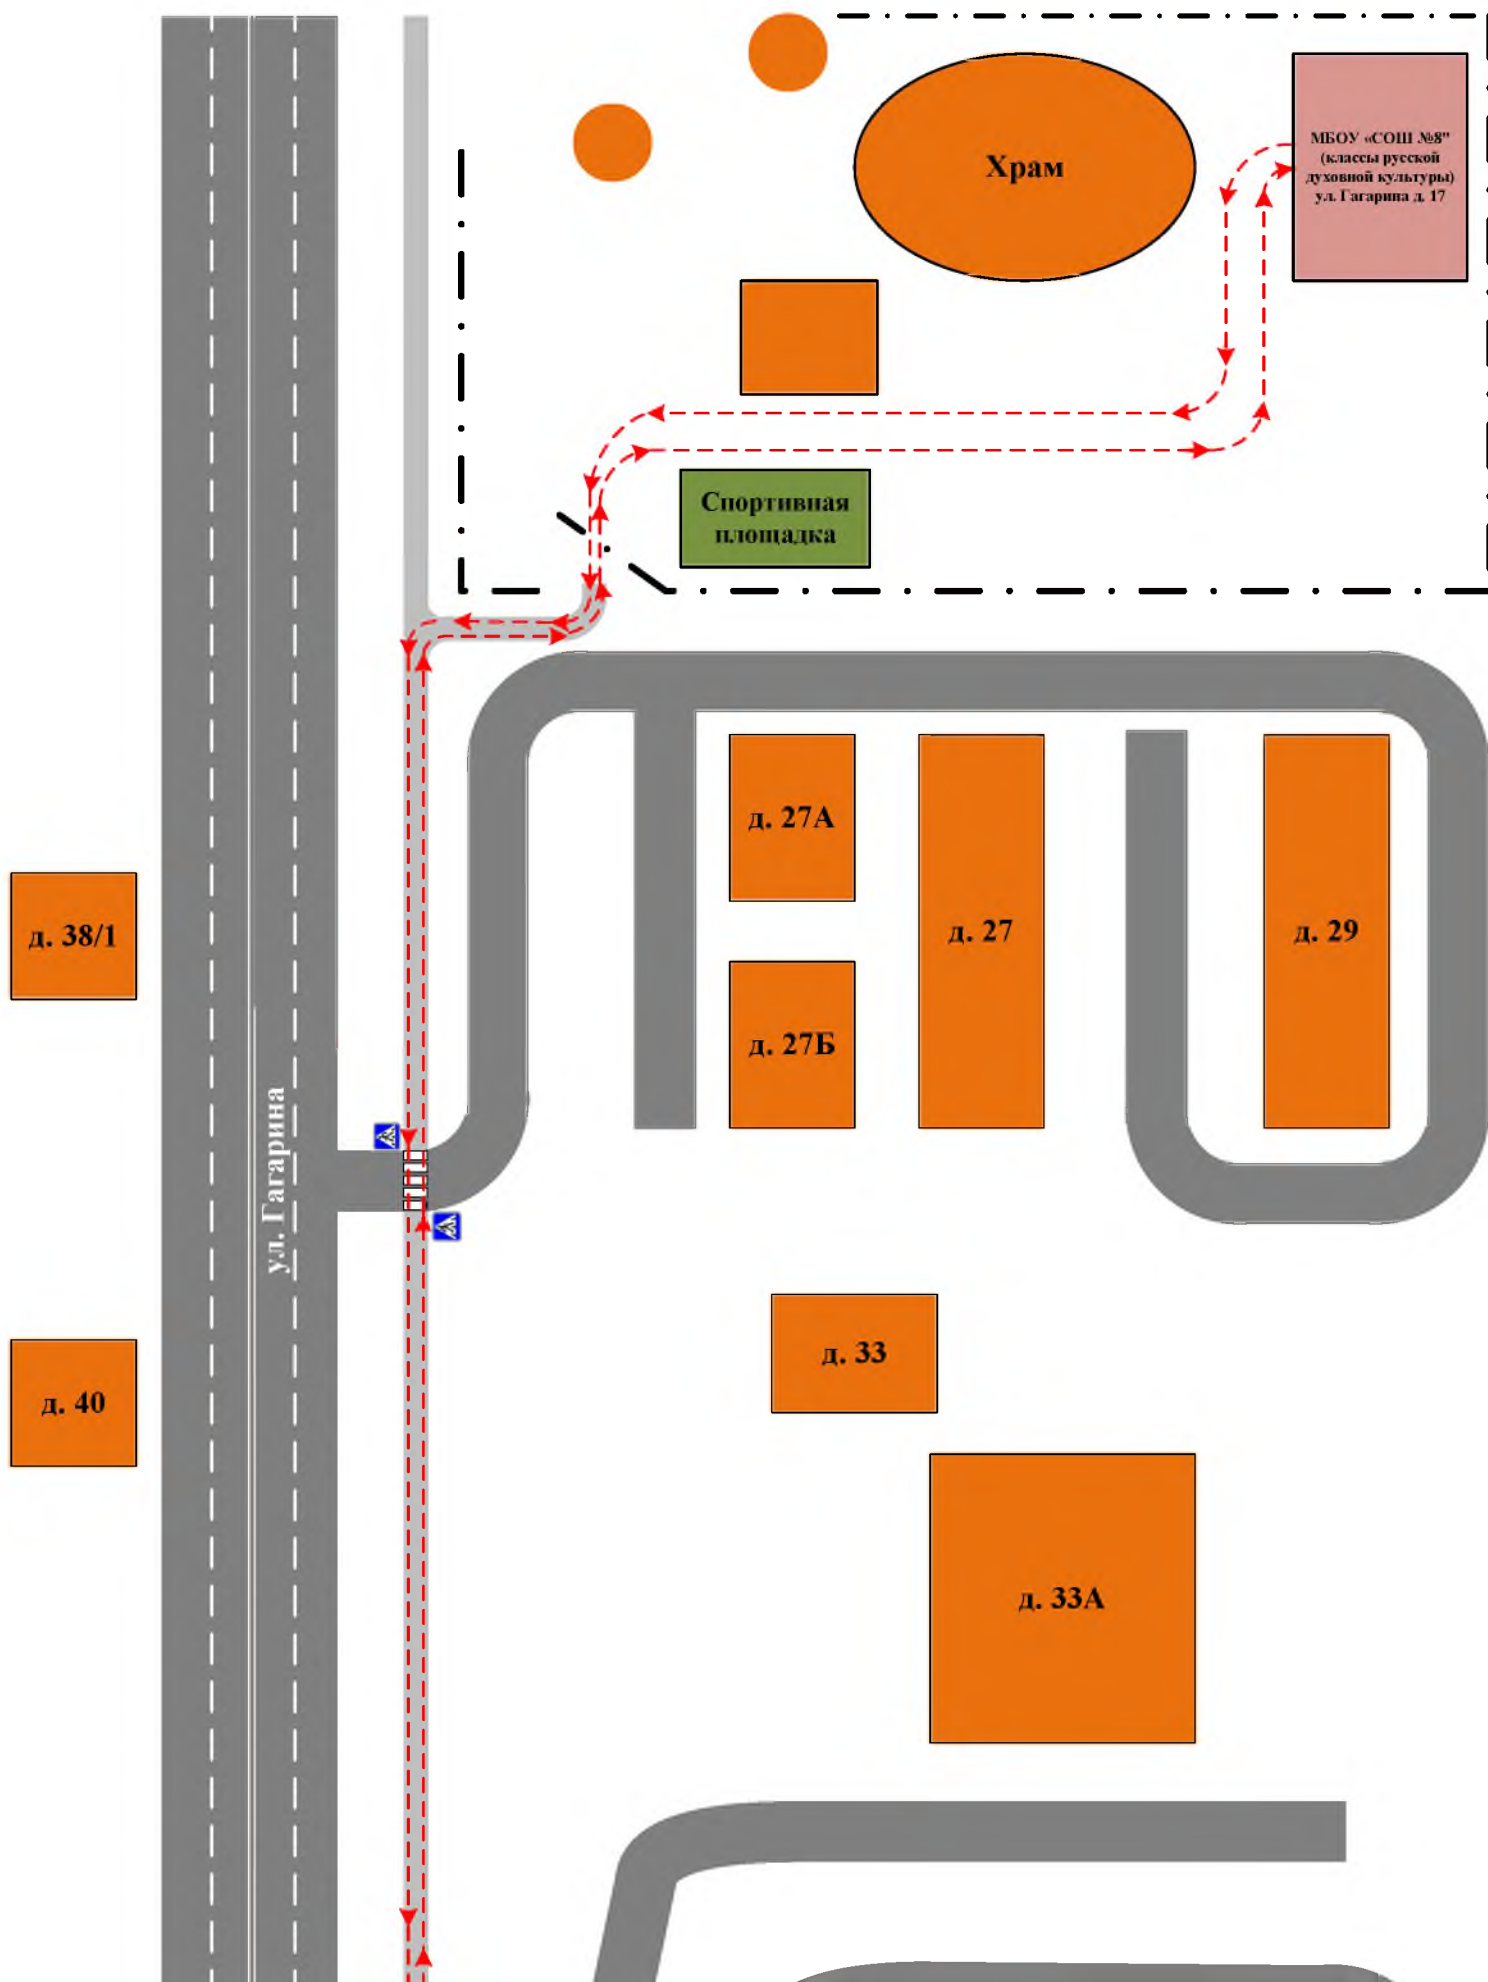 Храм
МБОУ «СОШ №8"
(классы русской
духовной культуры)
ул. Гагарина д. 17
Спортивная
площадка
д. 27А
д. 27
д. 29
д. 38/1
д. 27Б
ул. Гагарина
д. 33
д. 40
д. 33А